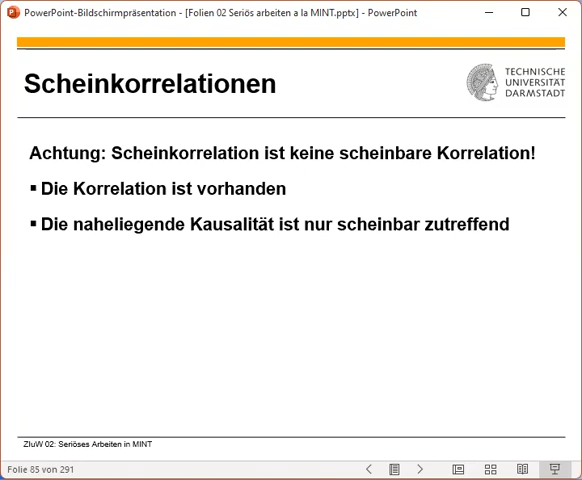 PowerPoint-Bildschirmpräsentation - [Folien 02 Seriös arbeiten a la MINT.pptx] - PowerPoint
Scheinkorrelationen
TECHNISCHE
UNIVERSITÄT
DARMSTADT
Achtung: Scheinkorrelation ist keine scheinbare Korrelation!
▪ Die Korrelation ist vorhanden
▪ Die naheliegende Kausalität ist nur scheinbar zutreffend
ZIuW 02: Seriöses Arbeiten in MINT
Folie 85 von 291